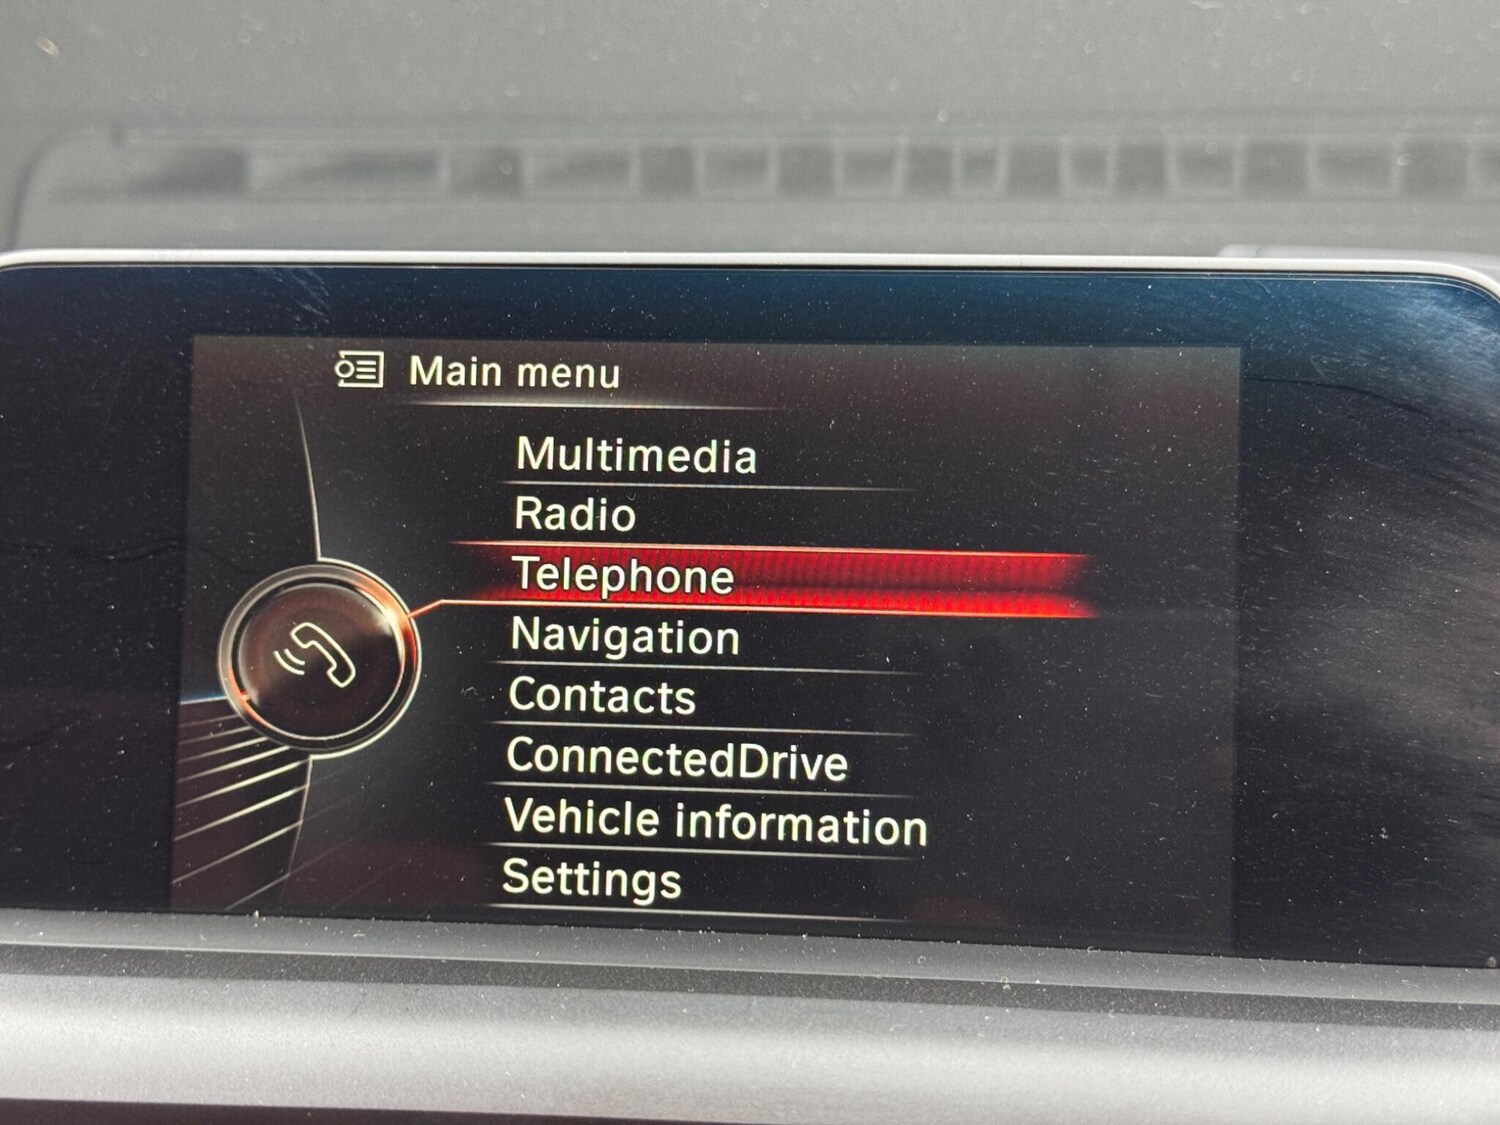 Main menu
Multimedia
Radio
Telephone
Navigation
Contacts
ConnectedDrive
Vehicle information
Settings